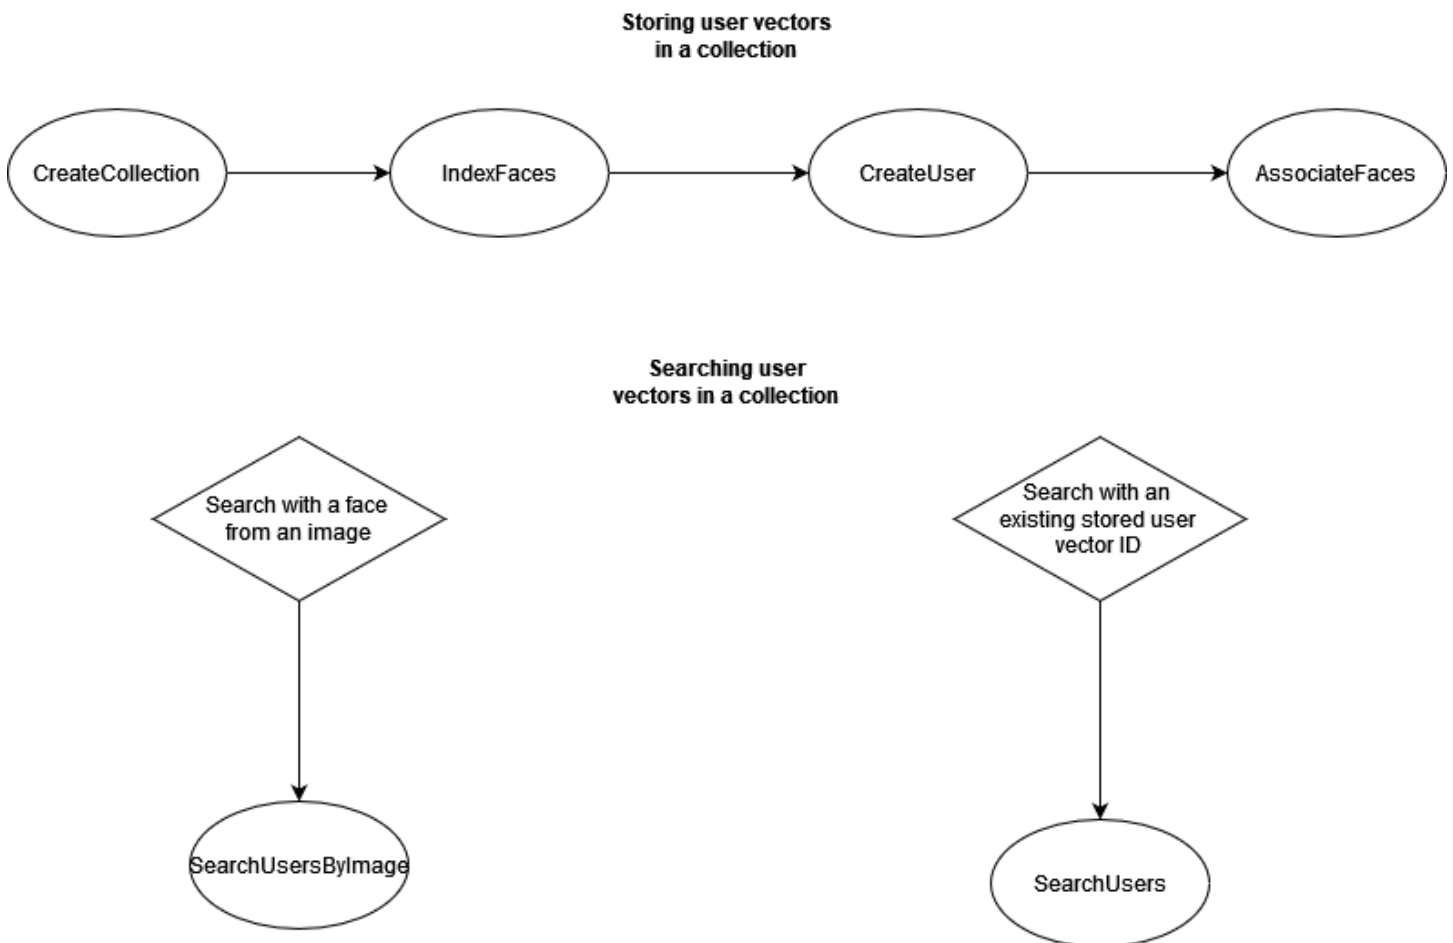 Storing user vectors
in a collection
CreateCollection
IndexFaces
CreateUser
AssociateFaces
Searching user
vectors in a collection
Search with a face
from an image
Search with an
existing stored user
vector ID
SearchUsersByImage
SearchUsers